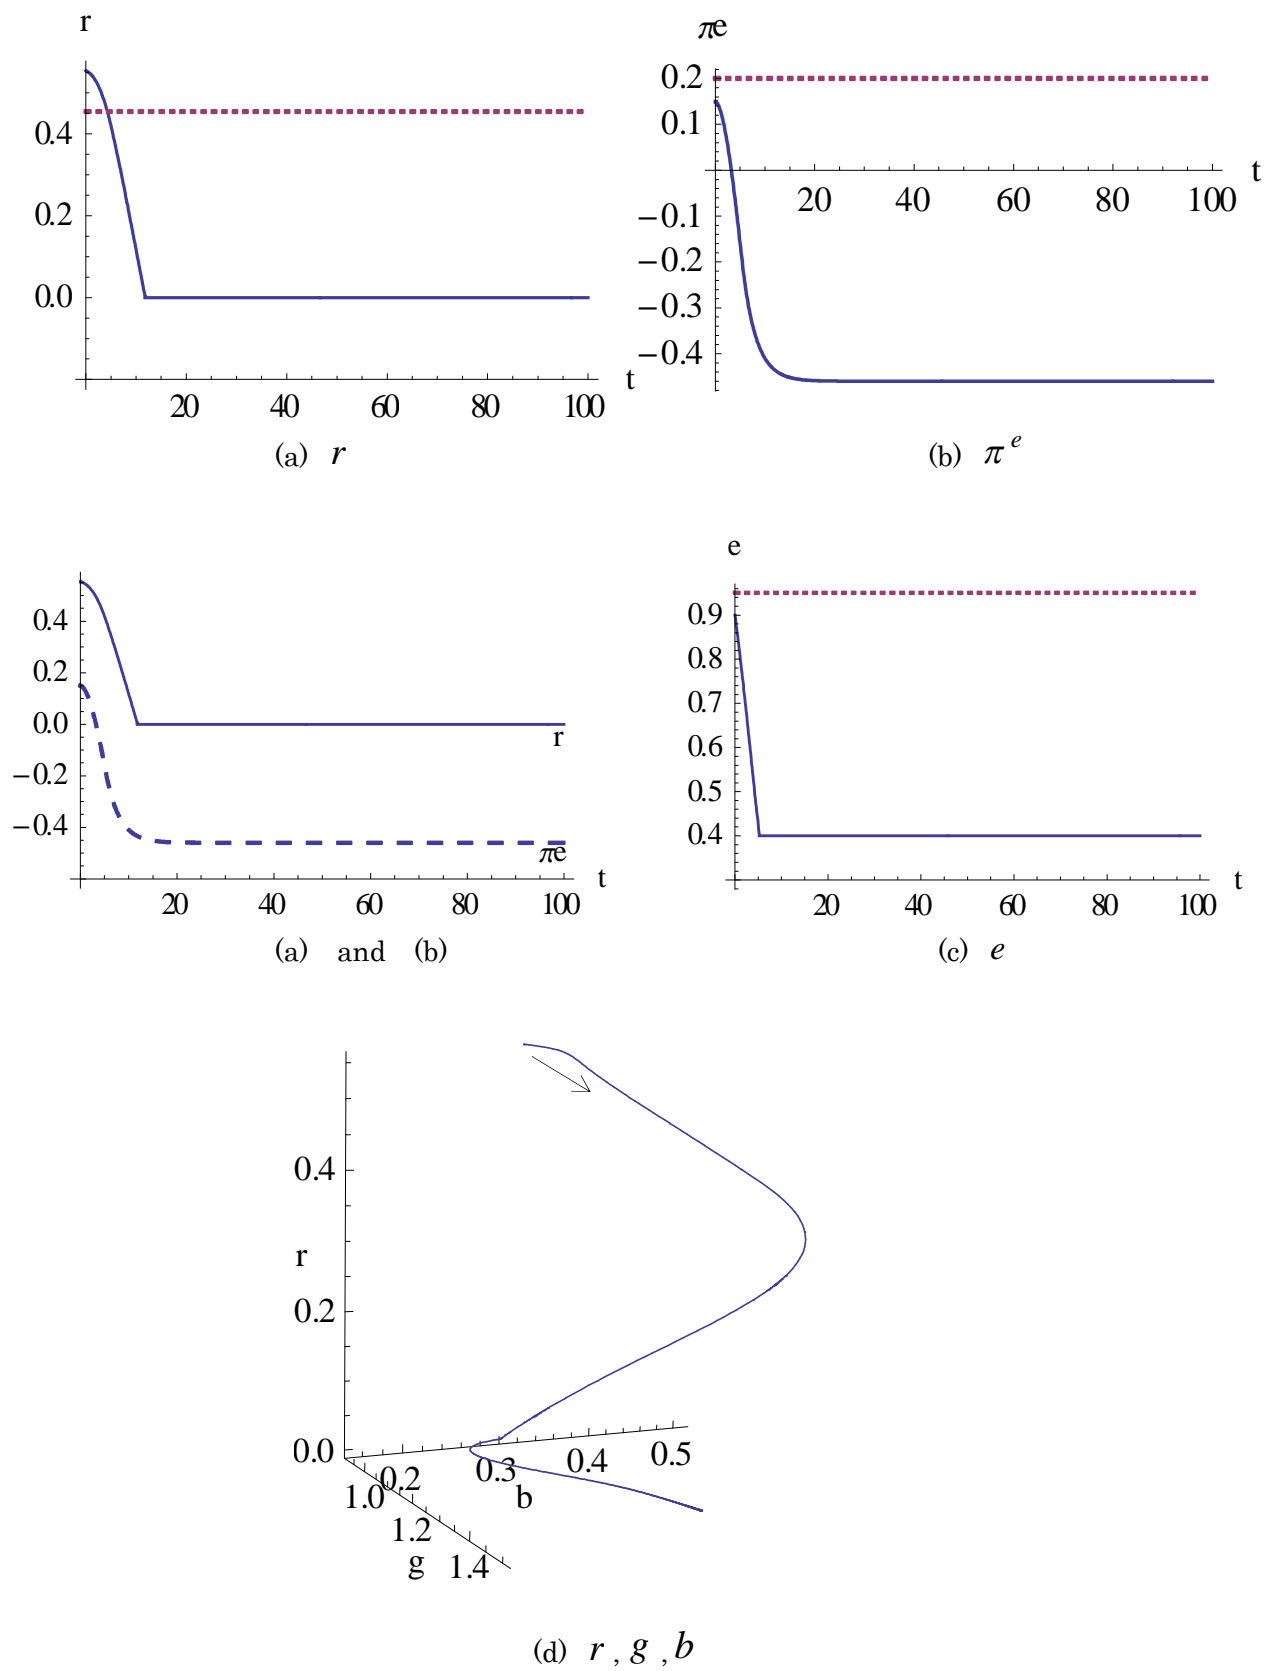 r
0.4
0.2
0.0
20 40 60 80 100 t
(a) r
πe
0.2
0.1
20 40 60 80 100 t
−0.1
−0.2
−0.3
−0.4
(b) π e
0.4
0.2
0.0
−0.2
−0.4
r
πe
20 40 60 80 100 t
(a) and (b)
e
0.9
0.8
0.7
0.6
0.5
0.4
20 40 60 80 100 t
(c) e
0.4
r
0.2
0.0
0.2 0.3 0.4 0.5
b
1.0
1.2
g 1.4
(d) r , g , b